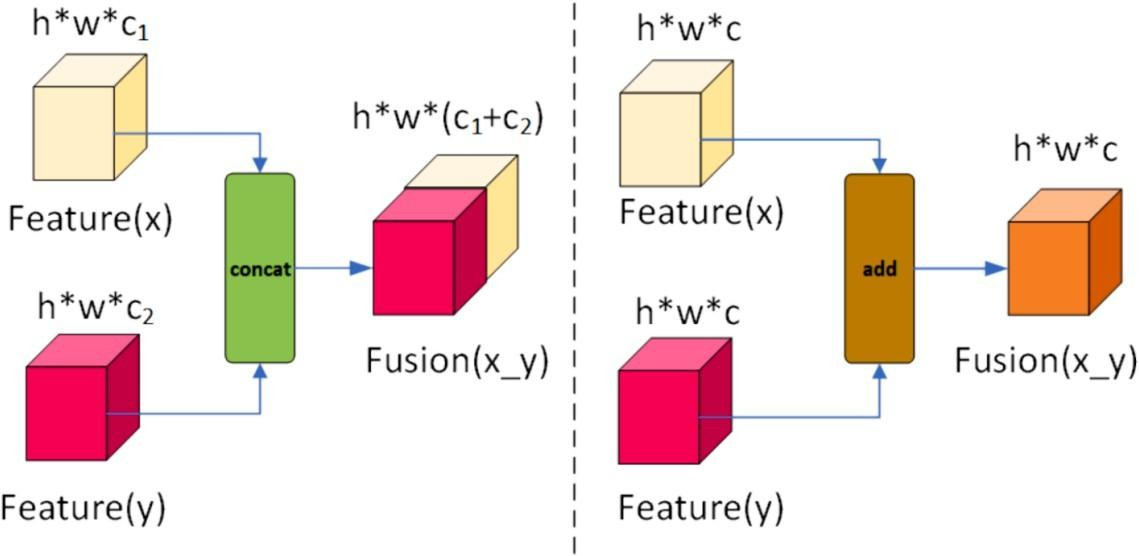 h*w*c₁
Feature(x)
h*w*c₂
Feature(y)
concat
h*w*(c₁+c₂)
Fusion(x_y)
h*w*c
Feature(x)
h*w*c
Feature(y)
add
h*w*c
Fusion(x_y)